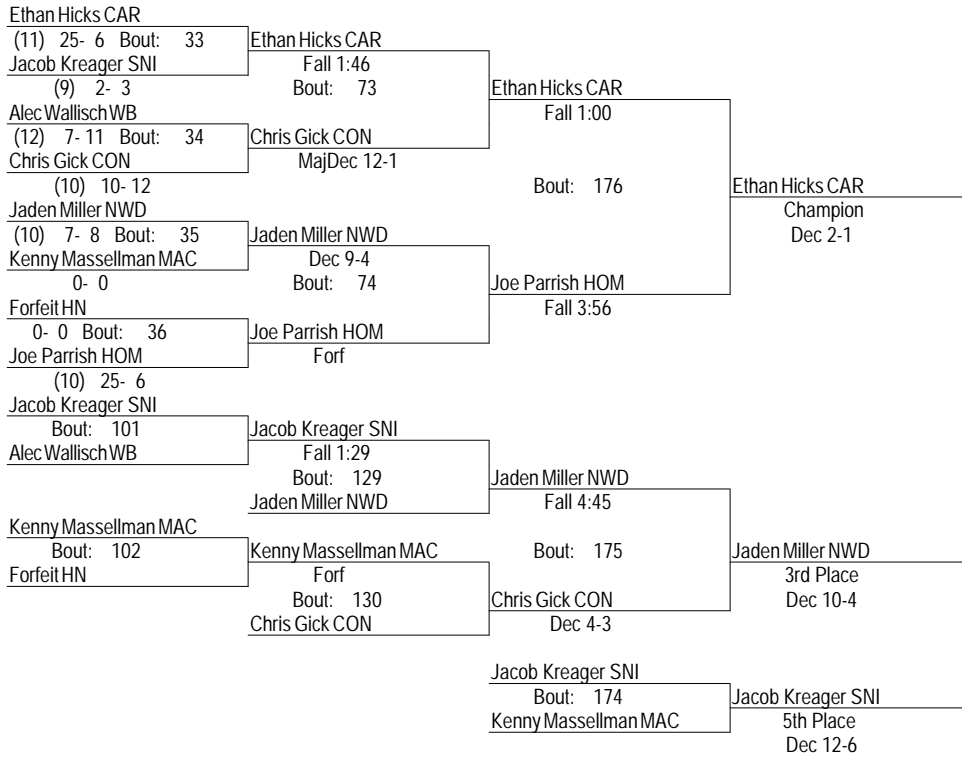 Ethan Hicks CAR
(11) 25- 6 Bout: 33
Jacob Kreager SNI
(9) 2- 3
Alec Wallisch WB
(12) 7- 11 Bout: 34
Chris Gick CON
(10) 10- 12
Jaden Miller NWD
(10) 7- 8 Bout: 35
Kenny Massellman MAC
0- 0
Forfeit HN
0- 0 Bout: 36
Joe Parrish HOM
(10) 25- 6
Jacob Kreager SNI
Bout: 101
Alec Wallisch WB
Kenny Massellman MAC
Bout: 102
Forfeit HN
Ethan Hicks CAR
Fall 1:46
Bout: 73
Chris Gick CON
MajDec 12-1
Jaden Miller NWD
Dec 9-4
Bout: 74
Joe Parrish HOM
Forf
Jacob Kreager SNI
Fall 1:29
Bout: 129
Jaden Miller NWD
Kenny Massellman MAC
Forf
Bout: 130
Chris Gick CON
Ethan Hicks CAR
Fall 1:00
Bout: 176
Joe Parrish HOM
Fall 3:56
Jaden Miller NWD
Fall 4:45
Bout: 175
Chris Gick CON
Dec 4-3
Jacob Kreager SNI
Bout: 174
Kenny Massellman MAC
Ethan Hicks CAR
Champion
Dec 2-1
Jaden Miller NWD
3rd Place
Dec 10-4
Jacob Kreager SNI
5th Place
Dec 12-6